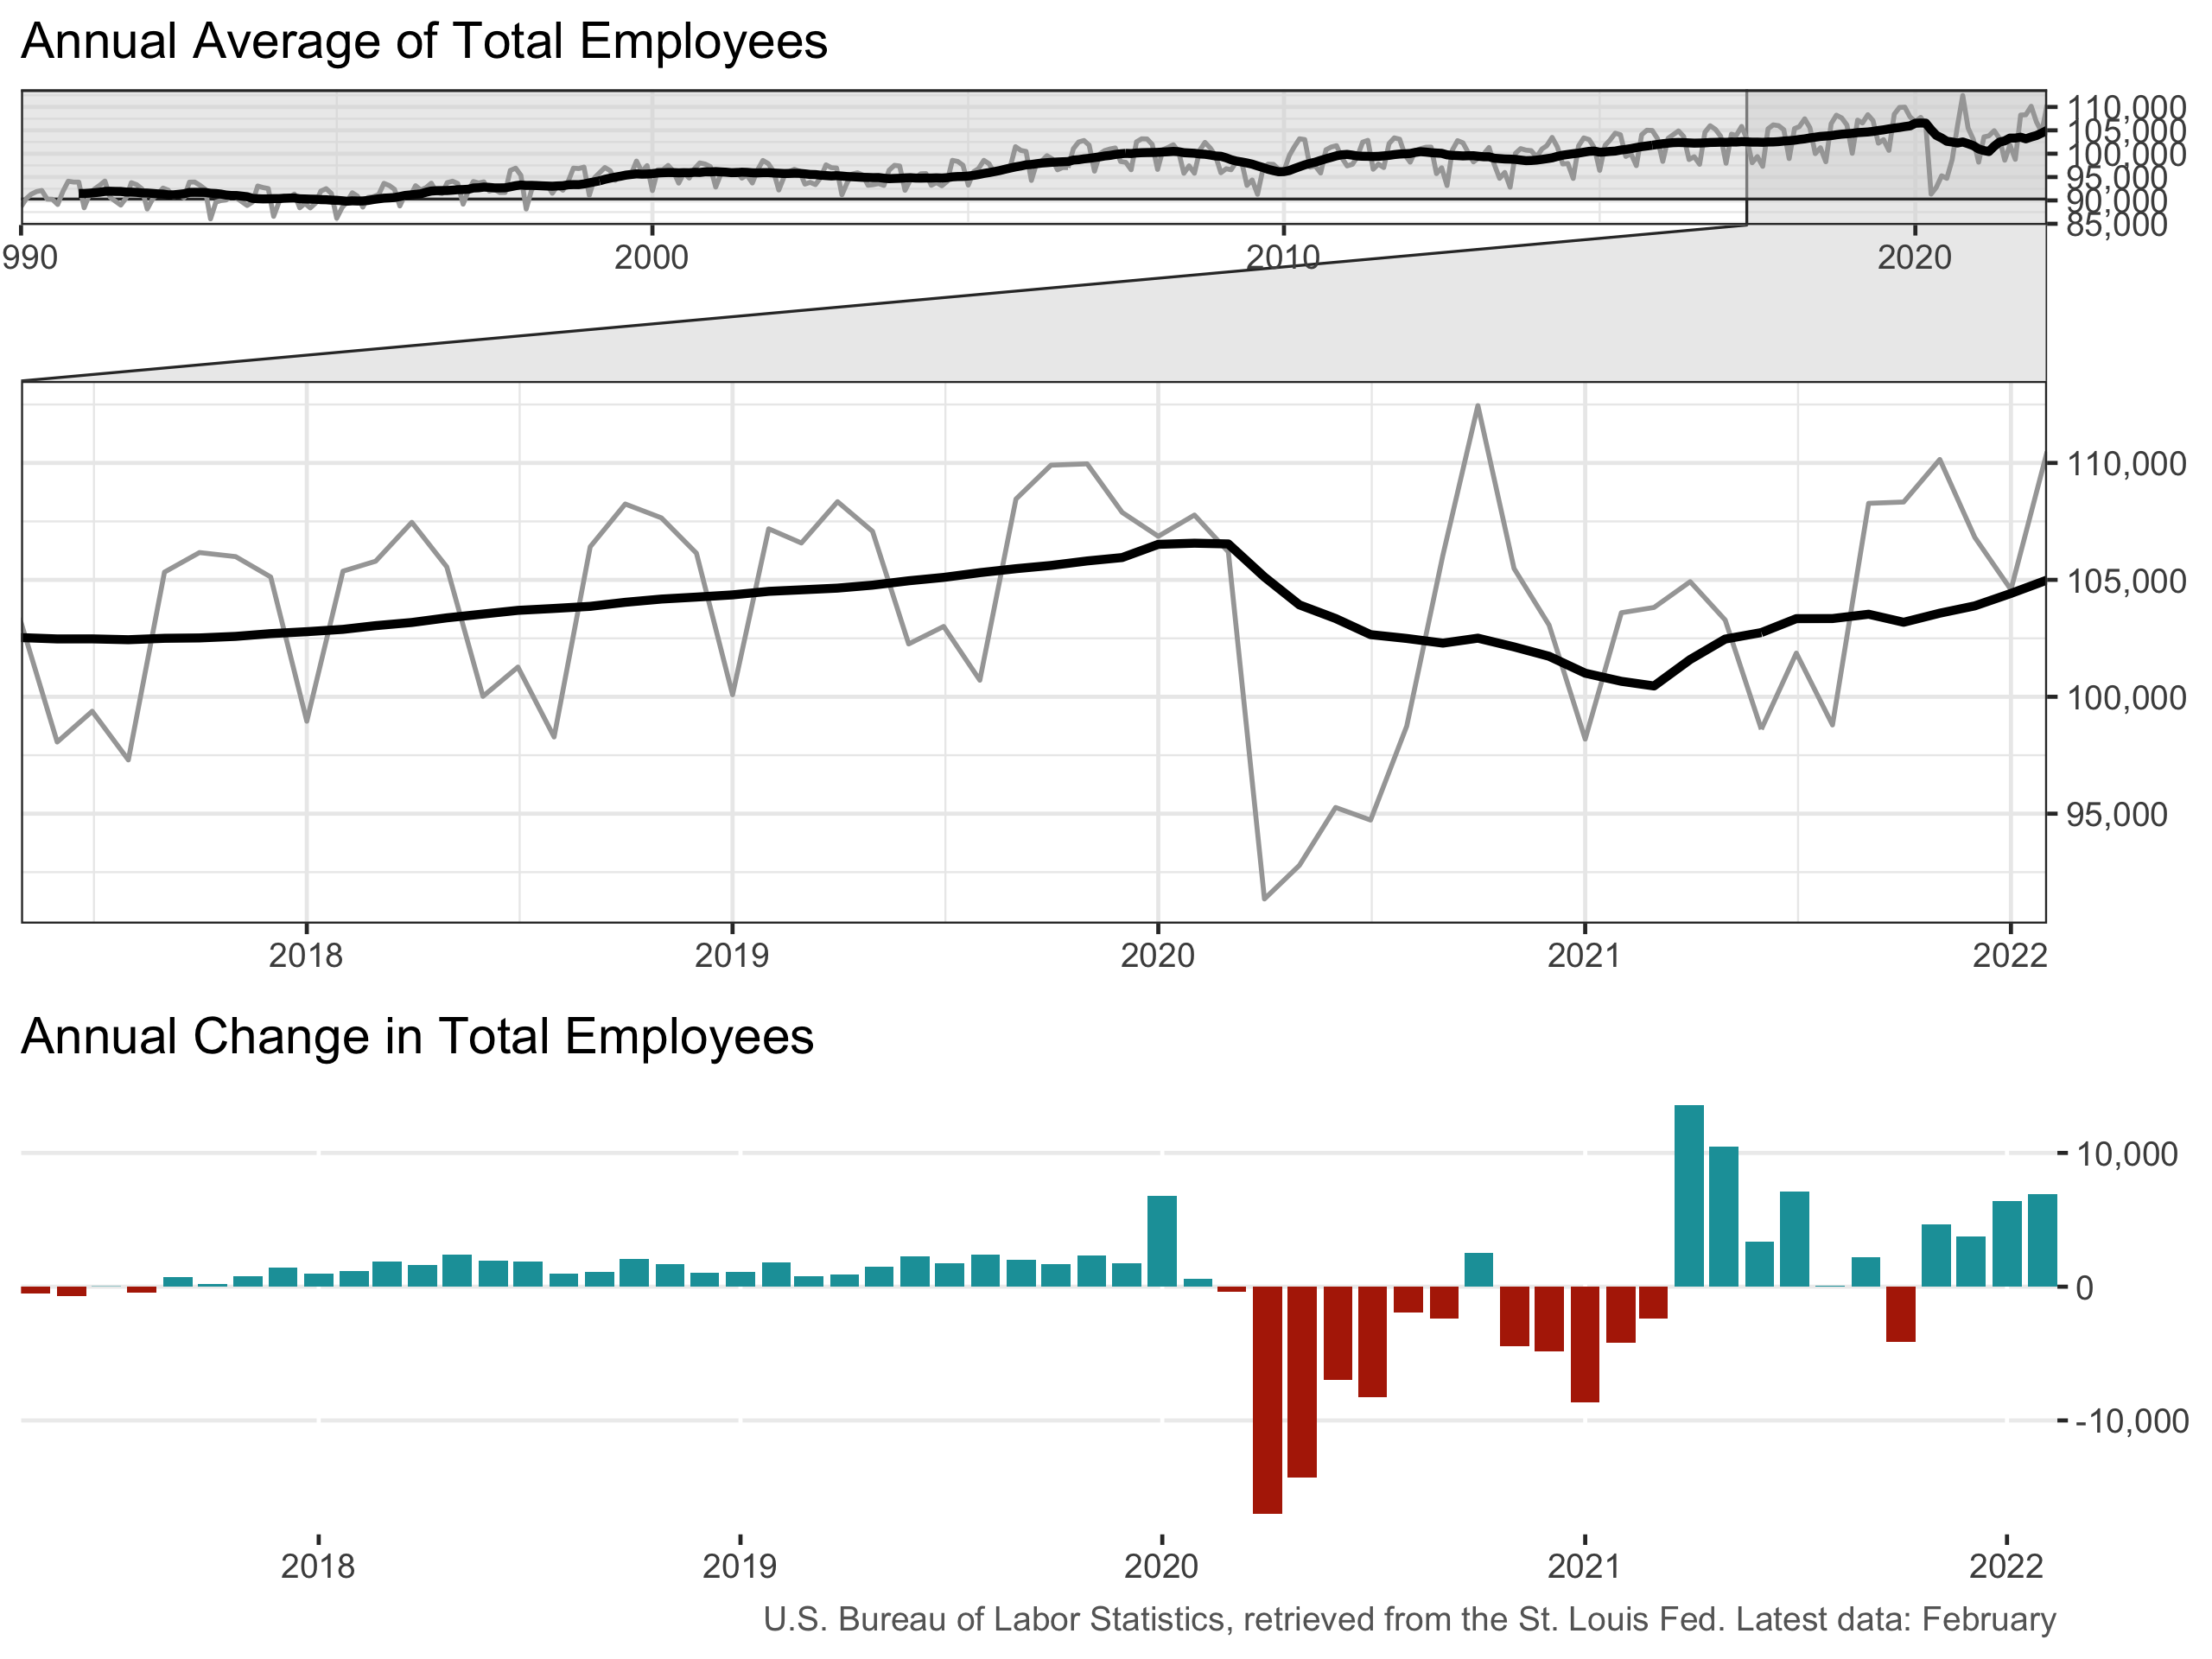 Annual Average of Total Employees
110,000
105,000
100,000
95,000
90,000
85,000
990 2000 2010 2020
110,000
105,000
100,000
95,000
2018 2019 2020 2021 2022
Annual Change in Total Employees
10,000
0
-10,000
2018 2019 2020 2021 2022
U.S. Bureau of Labor Statistics, retrieved from the St. Louis Fed. Latest data: February